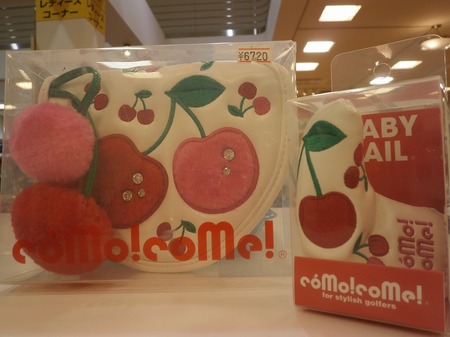 レディース
コーナー
¥6720
cóMo!coMe!®
ABY
AIL®
cóMo!
coMe!
cóMo!coMe!®
for stylish golfers